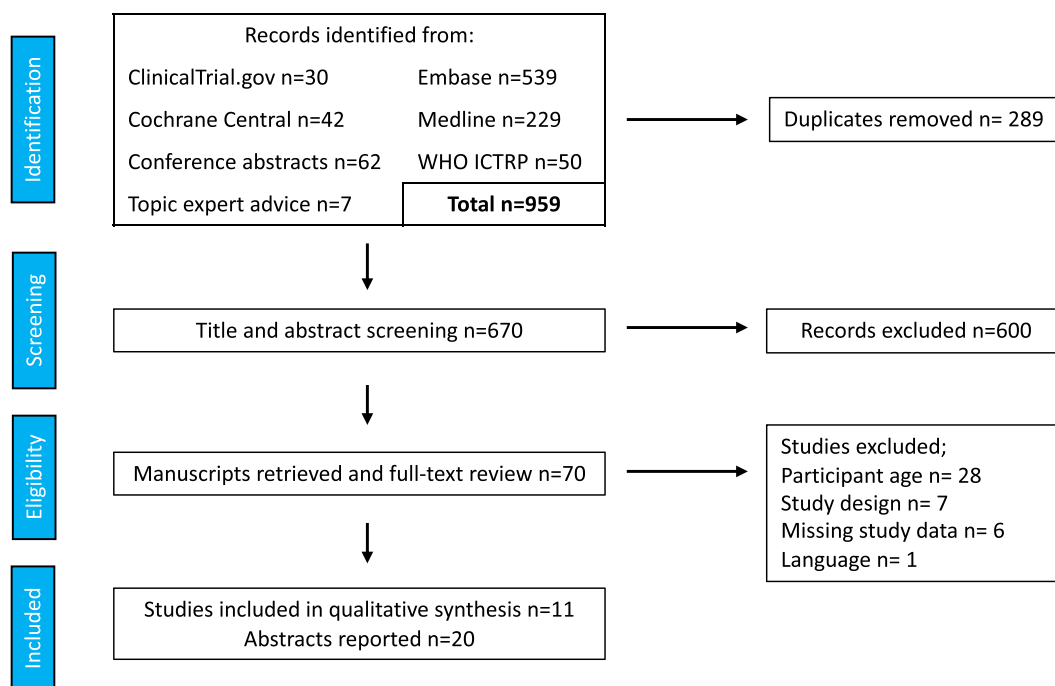 Identification
Records identified from:
ClinicalTrial.gov n=30
Embase n=539
Cochrane Central n=42
Medline n=229
Conference abstracts n=62
WHO ICTRP n=50
Topic expert advice n=7
Total n=959
Duplicates removed n= 289
Screening
Title and abstract screening n=670
Records excluded n=600
Eligibility
Manuscripts retrieved and full-text review n=70
Studies excluded;
Participant age n= 28
Study design n= 7
Missing study data n= 6
Language n= 1
Included
Studies included in qualitative synthesis n=11
Abstracts reported n=20